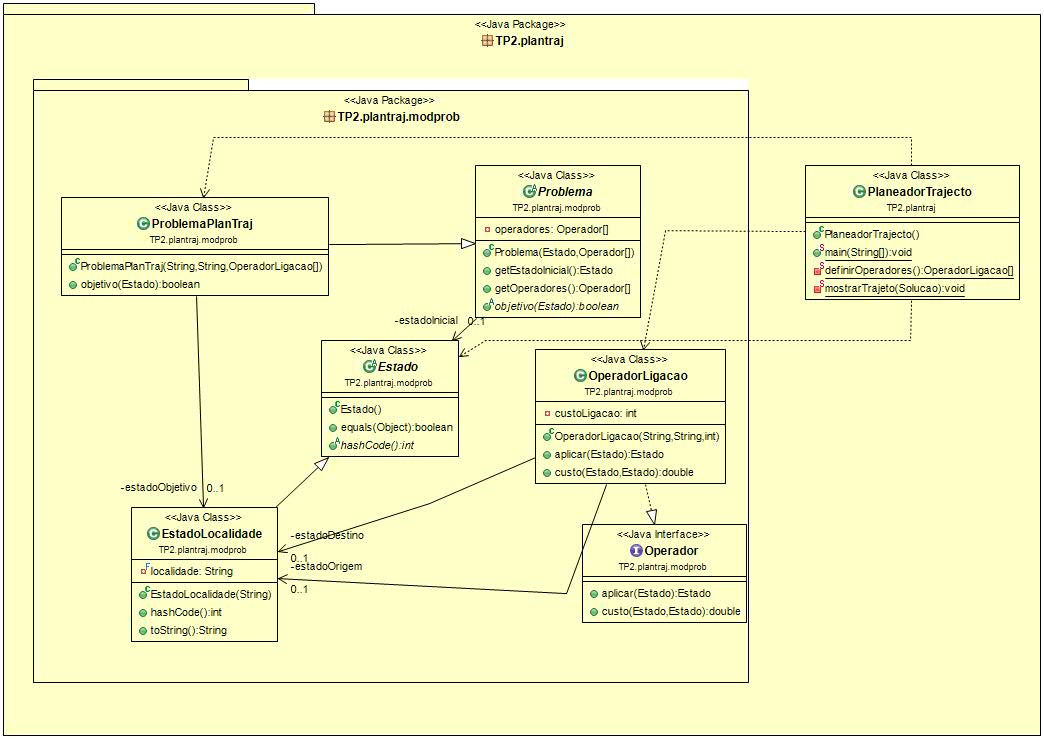 <<Java Package>>
TP2.plantraj
<<Java Package>>
TP2.plantraj.modprob
<<Java Class>>
ProblemaPlanTraj
TP2.plantraj.modprob
ProblemaPlanTraj(String,String,OperadorLigacao[])
objetivo(Estado):boolean
<<Java Class>>
Problema
TP2.plantraj.modprob
operadores: Operador[]
Problema(Estado,Operador[])
getEstadoInicial():Estado
getOperadores():Operador[]
objetivo(Estado):boolean
<<Java Class>>
PlaneadorTrajecto
TP2.plantraj
PlaneadorTrajecto()
main(String[]):void
definirOperadores():OperadorLigacao[]
mostrarTrajeto(Solucao):void
-estadoInicial 0..1
<<Java Class>>
Estado
TP2.plantraj.modprob
Estado()
equals(Object):boolean
hashCode():int
<<Java Class>>
OperadorLigacao
TP2.plantraj.modprob
custoLigacao: int
OperadorLigacao(String,String,int)
aplicar(Estado):Estado
custo(Estado,Estado):double
-estadoObjetivo 0..1
<<Java Class>>
EstadoLocalidade
TP2.plantraj.modprob
localidade: String
EstadoLocalidade(String)
hashCode():int
toString():String
-estadoDestino
0..1
-estadoOrigem
0..1
<<Java Interface>>
Operador
TP2.plantraj.modprob
aplicar(Estado):Estado
custo(Estado,Estado):double